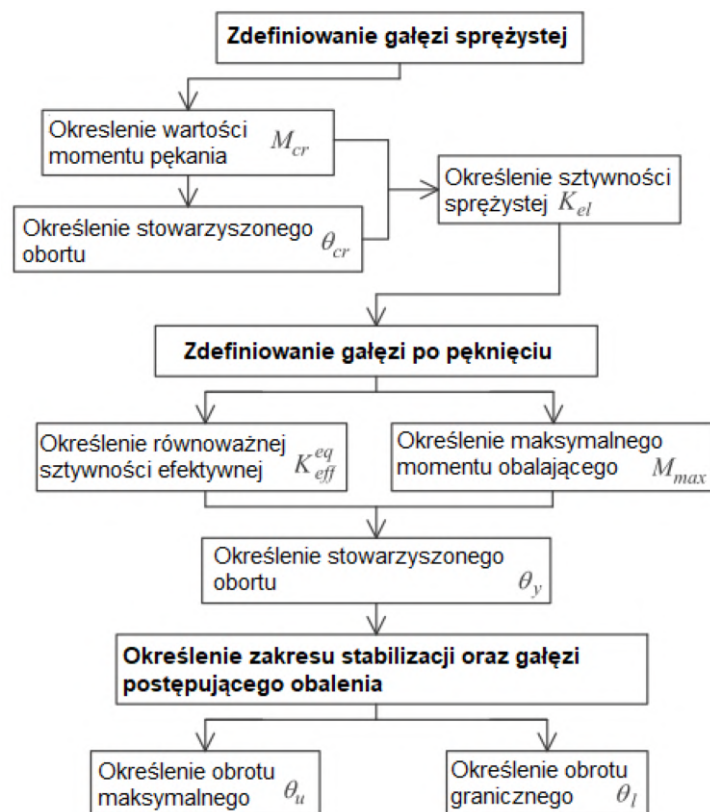 Zdefiniowanie gałęzi sprężystej
Okreslenie wartości
momentu pękania M_cr
Określenie stowarzyszonego
obortu θ_cr
Określenie sztywności
sprężystej K_el
Zdefiniowanie gałęzi po pęknięciu
Określenie równoważnej
sztywności efektywnej K_eff^eq
Określenie maksymalnego
momentu obalającego M_max
Określenie stowarzyszonego
obortu θ_y
Określenie zakresu stabilizacji oraz gałęzi
postępującego obalenia
Określenie obrotu
maksymalnego θ_u
Określenie obrotu
granicznego θ_l